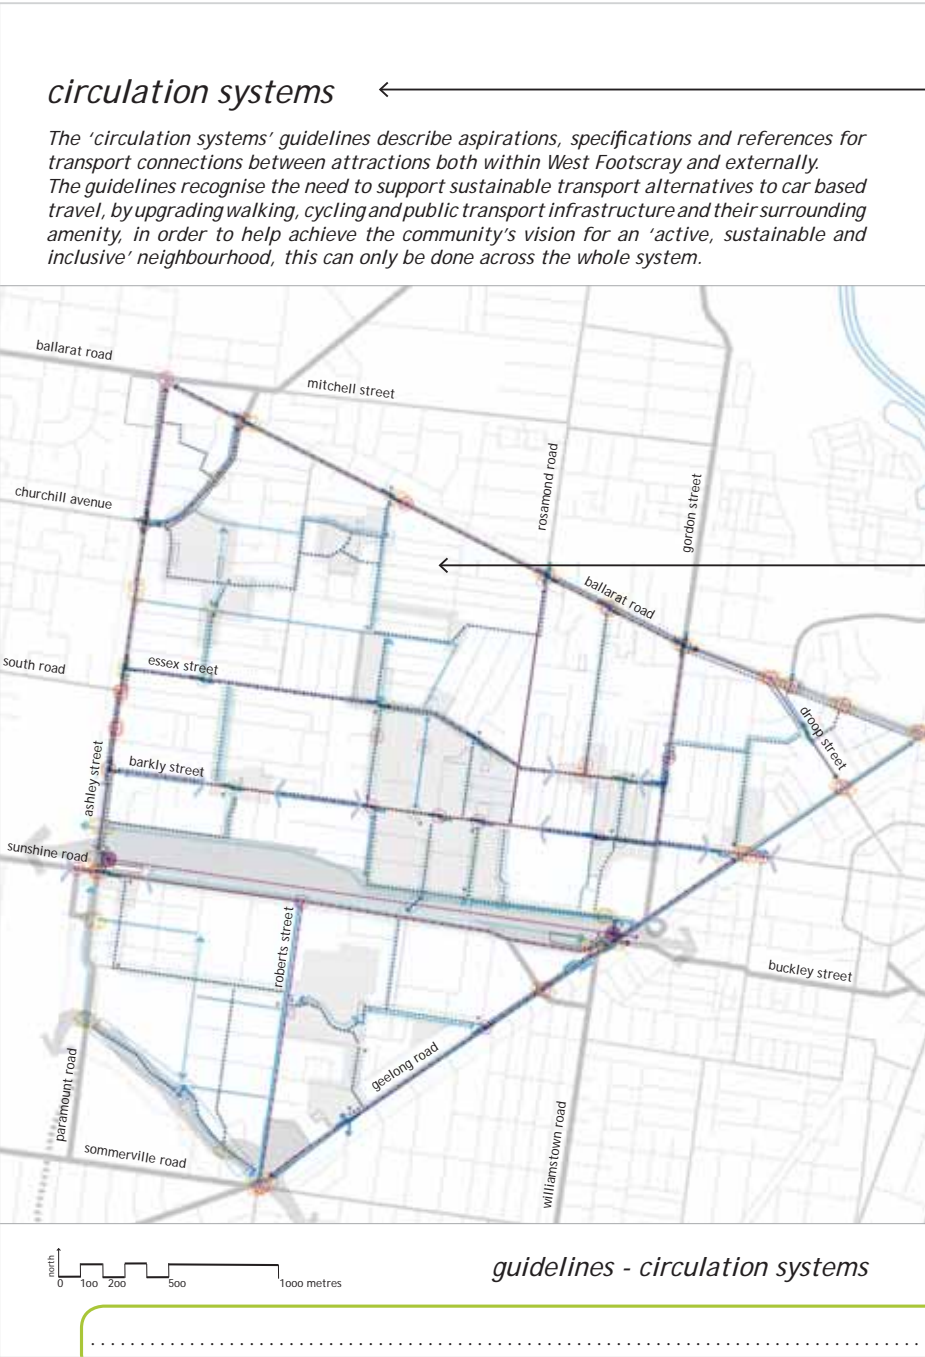 circulation systems
The ‘circulation systems’ guidelines describe aspirations, specifications and references for
transport connections between attractions both within West Footscray and externally.
The guidelines recognise the need to support sustainable transport alternatives to car based
travel, by upgrading walking, cycling and public transport infrastructure and their surrounding
amenity, in order to help achieve the community’s vision for an ‘active, sustainable and
inclusive’ neighbourhood, this can only be done across the whole system.
ballarat road
mitchell street
rosamond road
gordon street
churchill avenue
ballarat road
south road
essex street
droop street
barkly street
ashley street
sunshine road
roberts street
buckley street
geelong road
paramount road
williamstown road
sommerville road
north
0 100 200 500 1000 metres
guidelines - circulation systems